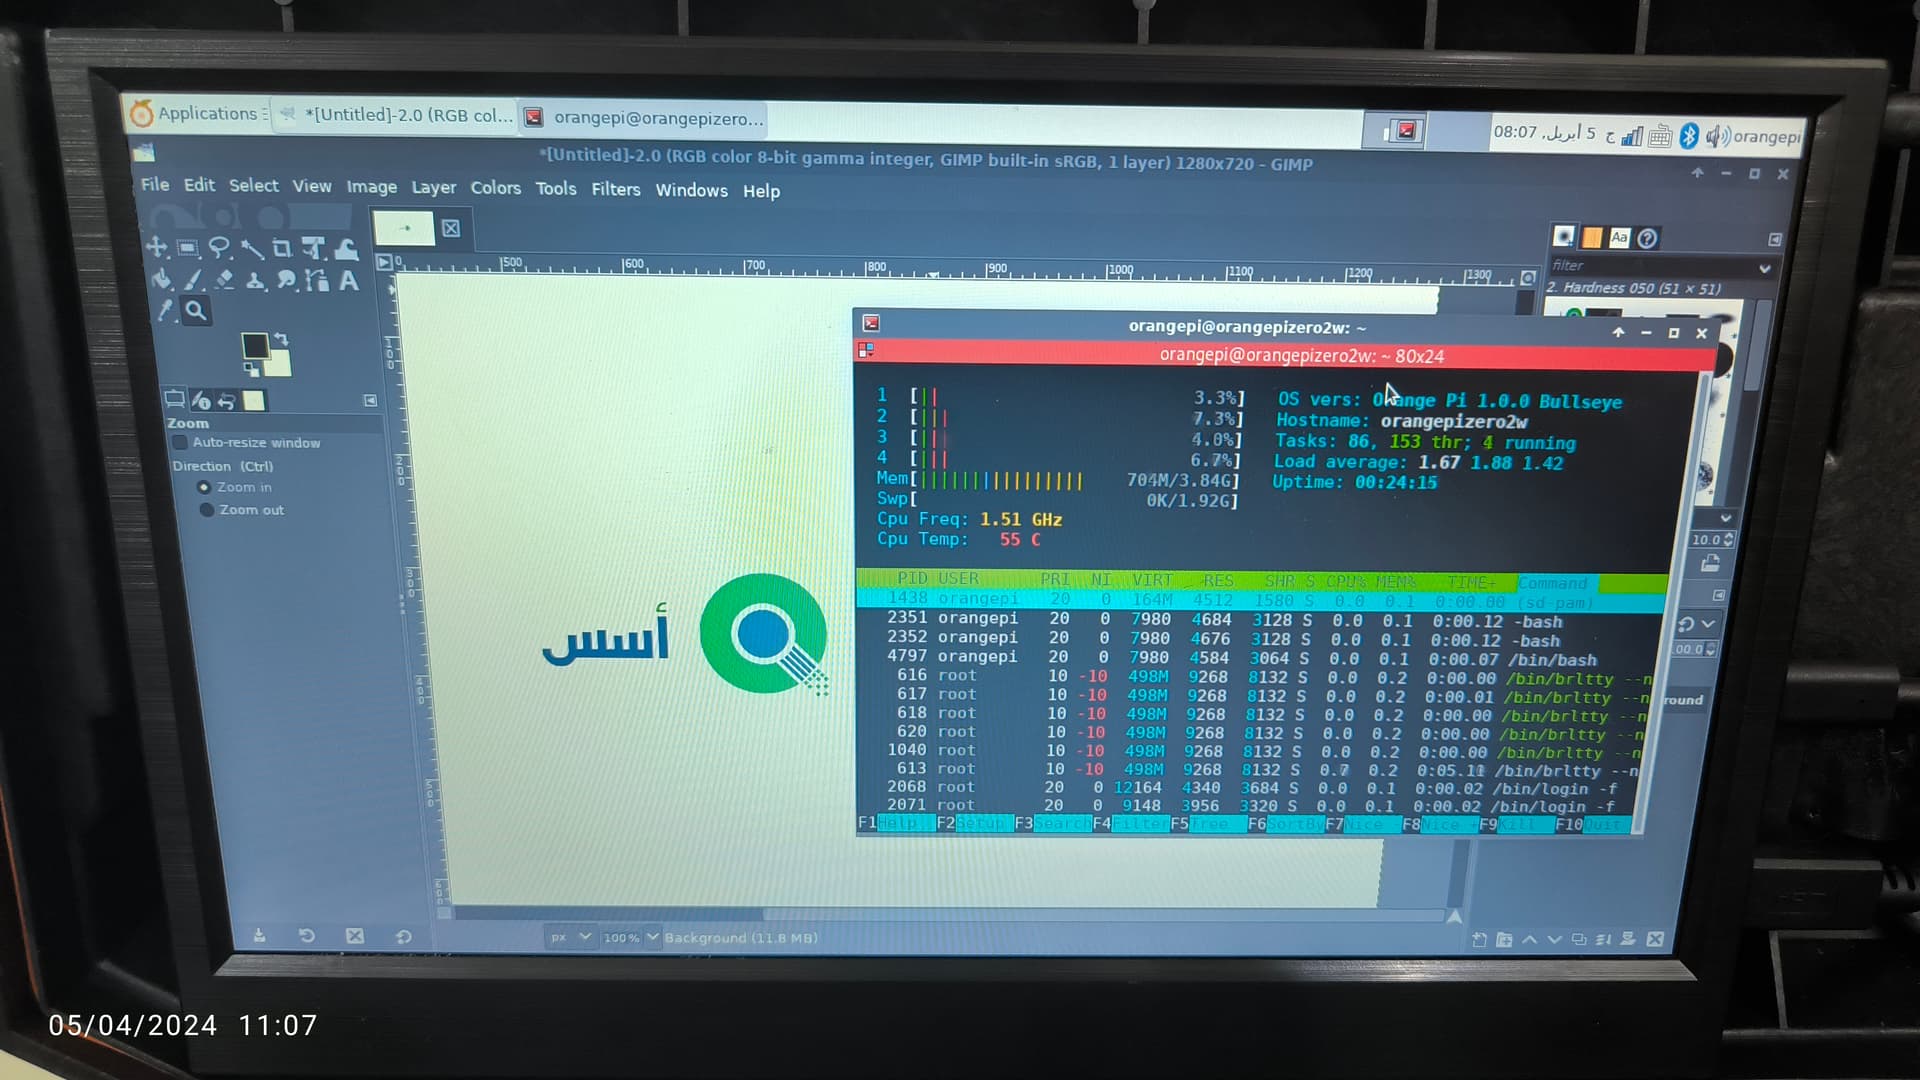 Applications
*[Untitled]-2.0 (RGB col...
orangepi@orangepizero...
ج 5 أبريل, 08:07
orangepi
*[Untitled]-2.0 (RGB color 8-bit gamma integer, GIMP built-in sRGB, 1 layer) 1280x720 – GIMP
File Edit Select View Image Layer Colors Tools Filters Windows Help
500 600 700 800 900 1000 1100 1200 1300
filter
2. Hardness 050 (51 × 51)
Zoom
Auto-resize window
Direction (Ctrl)
Zoom in
Zoom out
أسس
orangepi@orangepizero2w: ~
orangepi@orangepizero2w: ~ 80x24
1 [|| 3.3%] OS vers: Orange Pi 1.0.0 Bullseye
2 [||| 7.3%] Hostname: orangepizero2w
3 [|| 4.0%] Tasks: 86, 153 thr; 4 running
4 [||| 6.7%] Load average: 1.67 1.88 1.42
Mem[|||||||||||||||| 704M/3.84G] Uptime: 00:24:15
Swp[ 0K/1.92G]
Cpu Freq: 1.51 GHz
Cpu Temp: 55 C
PID USER PRI NI VIRT RES SHR S CPU% MEM% TIME+ Command
1438 orangepi 20 0 164M 4512 1580 S 0.0 0.1 0:00.00 (sd-pam)
2351 orangepi 20 0 7980 4684 3128 S 0.0 0.1 0:00.12 -bash
2352 orangepi 20 0 7980 4676 3128 S 0.0 0.1 0:00.12 -bash
4797 orangepi 20 0 7980 4584 3064 S 0.0 0.1 0:00.07 /bin/bash
616 root 10 -10 498M 9268 8132 S 0.0 0.2 0:00.00 /bin/brltty --n
617 root 10 -10 498M 9268 8132 S 0.0 0.2 0:00.01 /bin/brltty --n
618 root 10 -10 498M 9268 8132 S 0.0 0.2 0:00.00 /bin/brltty --n
620 root 10 -10 498M 9268 8132 S 0.0 0.2 0:00.00 /bin/brltty --n
1040 root 10 -10 498M 9268 8132 S 0.0 0.2 0:00.00 /bin/brltty --n
613 root 10 -10 498M 9268 8132 S 0.7 0.2 0:05.11 /bin/brltty --n
2068 root 20 0 12164 4340 3684 S 0.0 0.1 0:00.02 /bin/login -f
2071 root 20 0 9148 3956 3320 S 0.0 0.1 0:00.02 /bin/login -f
F1Help F2Setup F3Search F4Filter F5Tree F6SortBy F7Nice - F8Nice + F9Kill F10Quit
10.0
00.0
round
px 100% Background (11.8 MB)
05/04/2024 11:07